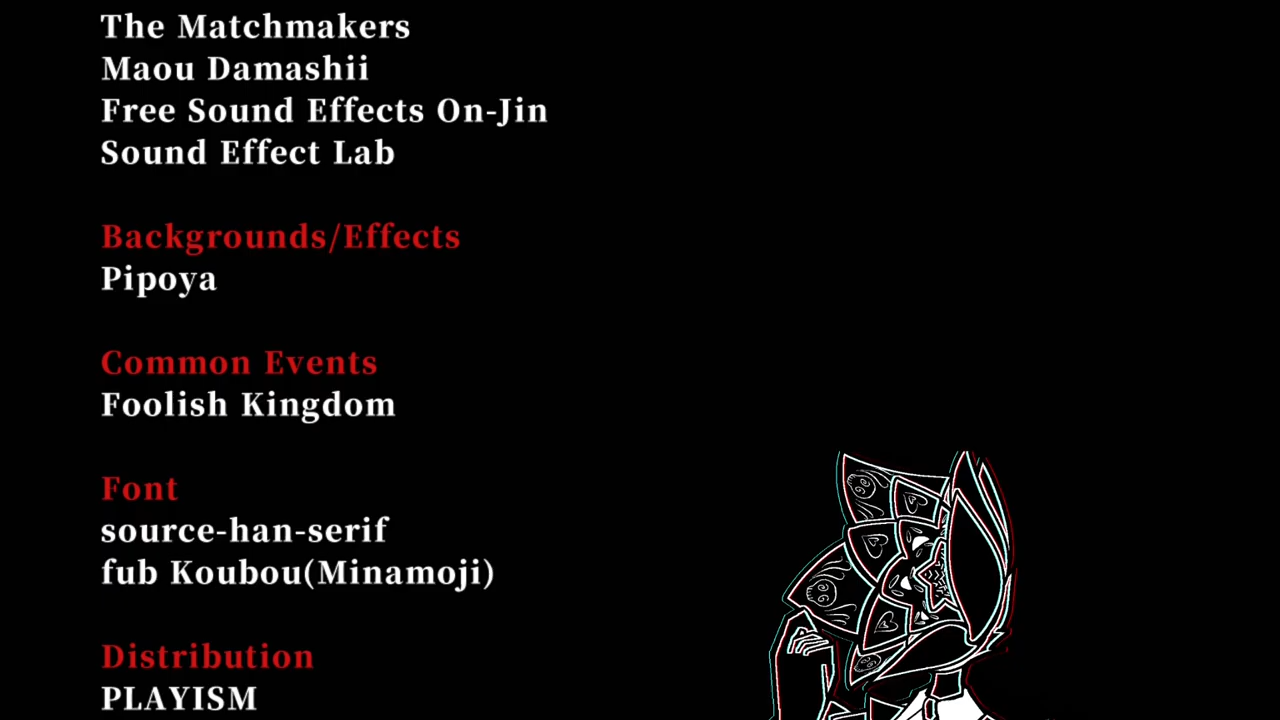 The Matchmakers
Maou Damashii
Free Sound Effects On-Jin
Sound Effect Lab
Backgrounds/Effects
Pipoya
Common Events
Foolish Kingdom
Font
source-han-serif
fub Koubou(Minamoji)
Distribution
PLAYISM